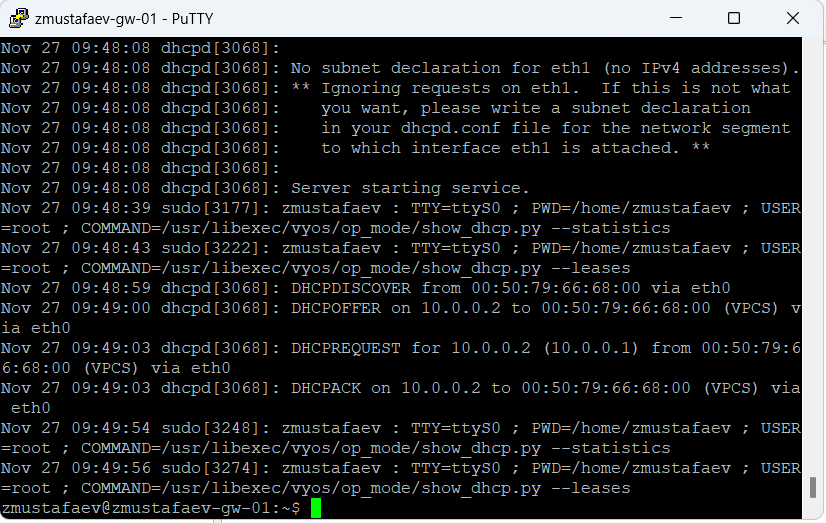 zmustafaev-gw-01 - PuTTY
Nov 27 09:48:08 dhcpd[3068]:
Nov 27 09:48:08 dhcpd[3068]: No subnet declaration for eth1 (no IPv4 addresses).
Nov 27 09:48:08 dhcpd[3068]: ** Ignoring requests on eth1.  If this is not what
Nov 27 09:48:08 dhcpd[3068]:    you want, please write a subnet declaration
Nov 27 09:48:08 dhcpd[3068]:    in your dhcpd.conf file for the network segment
Nov 27 09:48:08 dhcpd[3068]:    to which interface eth1 is attached. **
Nov 27 09:48:08 dhcpd[3068]:
Nov 27 09:48:08 dhcpd[3068]: Server starting service.
Nov 27 09:48:39 sudo[3177]: zmustafaev : TTY=ttyS0 ; PWD=/home/zmustafaev ; USER
=root ; COMMAND=/usr/libexec/vyos/op_mode/show_dhcp.py --statistics
Nov 27 09:48:43 sudo[3222]: zmustafaev : TTY=ttyS0 ; PWD=/home/zmustafaev ; USER
=root ; COMMAND=/usr/libexec/vyos/op_mode/show_dhcp.py --leases
Nov 27 09:48:59 dhcpd[3068]: DHCPDISCOVER from 00:50:79:66:68:00 via eth0
Nov 27 09:49:00 dhcpd[3068]: DHCPOFFER on 10.0.0.2 to 00:50:79:66:68:00 (VPCS) v
ia eth0
Nov 27 09:49:03 dhcpd[3068]: DHCPREQUEST for 10.0.0.2 (10.0.0.1) from 00:50:79:6
6:68:00 (VPCS) via eth0
Nov 27 09:49:03 dhcpd[3068]: DHCPACK on 10.0.0.2 to 00:50:79:66:68:00 (VPCS) via
 eth0
Nov 27 09:49:54 sudo[3248]: zmustafaev : TTY=ttyS0 ; PWD=/home/zmustafaev ; USER
=root ; COMMAND=/usr/libexec/vyos/op_mode/show_dhcp.py --statistics
Nov 27 09:49:56 sudo[3274]: zmustafaev : TTY=ttyS0 ; PWD=/home/zmustafaev ; USER
=root ; COMMAND=/usr/libexec/vyos/op_mode/show_dhcp.py --leases
zmustafaev@zmustafaev-gw-01:~$